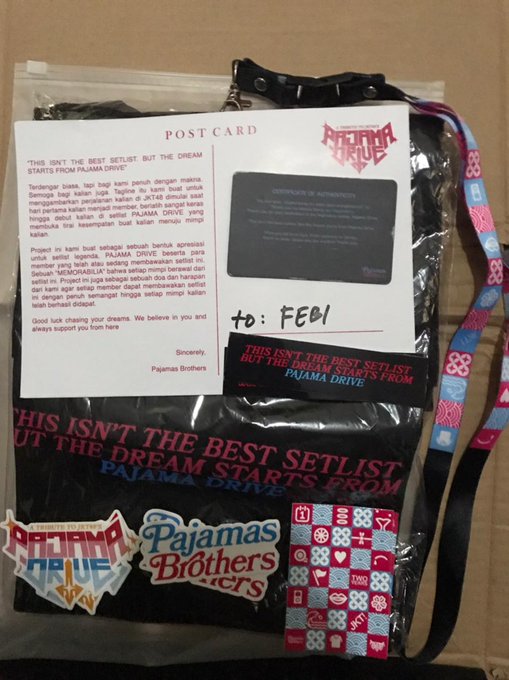 POST CARD
A TRIBUTE TO JKT48'S
PAJAMA
DRIVE
"THIS ISN'T THE BEST SETLIST. BUT THE DREAM
STARTS FROM PAJAMA DRIVE"
Terdengar biasa, tapi bagi kami penuh dengan makna.
Semoga bagi kalian juga. Tagline itu kami buat untuk
menggambarkan perjalanan kalian di JKT48 dimulai saat
hari pertama kalian menjadi member, berlatih sangat keras
hingga debut kalian di setlist PAJAMA DRIVE yang
membuka tirai kesempatan buat kalian menuju mimpi
kalian.
Project ini kami buat sebagai sebuah bentuk apresiasi
untuk setlist legenda, PAJAMA DRIVE beserta para
member yang telah atau sedang membawakan setlist ini.
Sebuah "MEMORABILIA" bahwa setiap mimpi berawal dari
setlist ini. Project ini juga sebagai sebuah doa dan harapan
dari kami agar setiap member dapat membawakan setlist
ini dengan penuh semangat hingga setiap mimpi kalian
telah berhasil didapat.
Good luck chasing your dreams. We believe in you and
always support you from here
Sincerely,
Pajamas Brothers
CERTIFICATE OF AUTHENTICITY
to: FEBI
THIS ISN'T THE BEST SETLIST
BUT THE DREAM STARTS FROM
PAJAMA DRIVE
THIS ISN'T THE BEST SETLIST
BUT THE DREAM STARTS FROM
PAJAMA DRIVE
A TRIBUTE TO JKT48'S
PAJAMA
DRIVE
Pajamas
Brothers
hers
1
TWO
YEARS
JKT